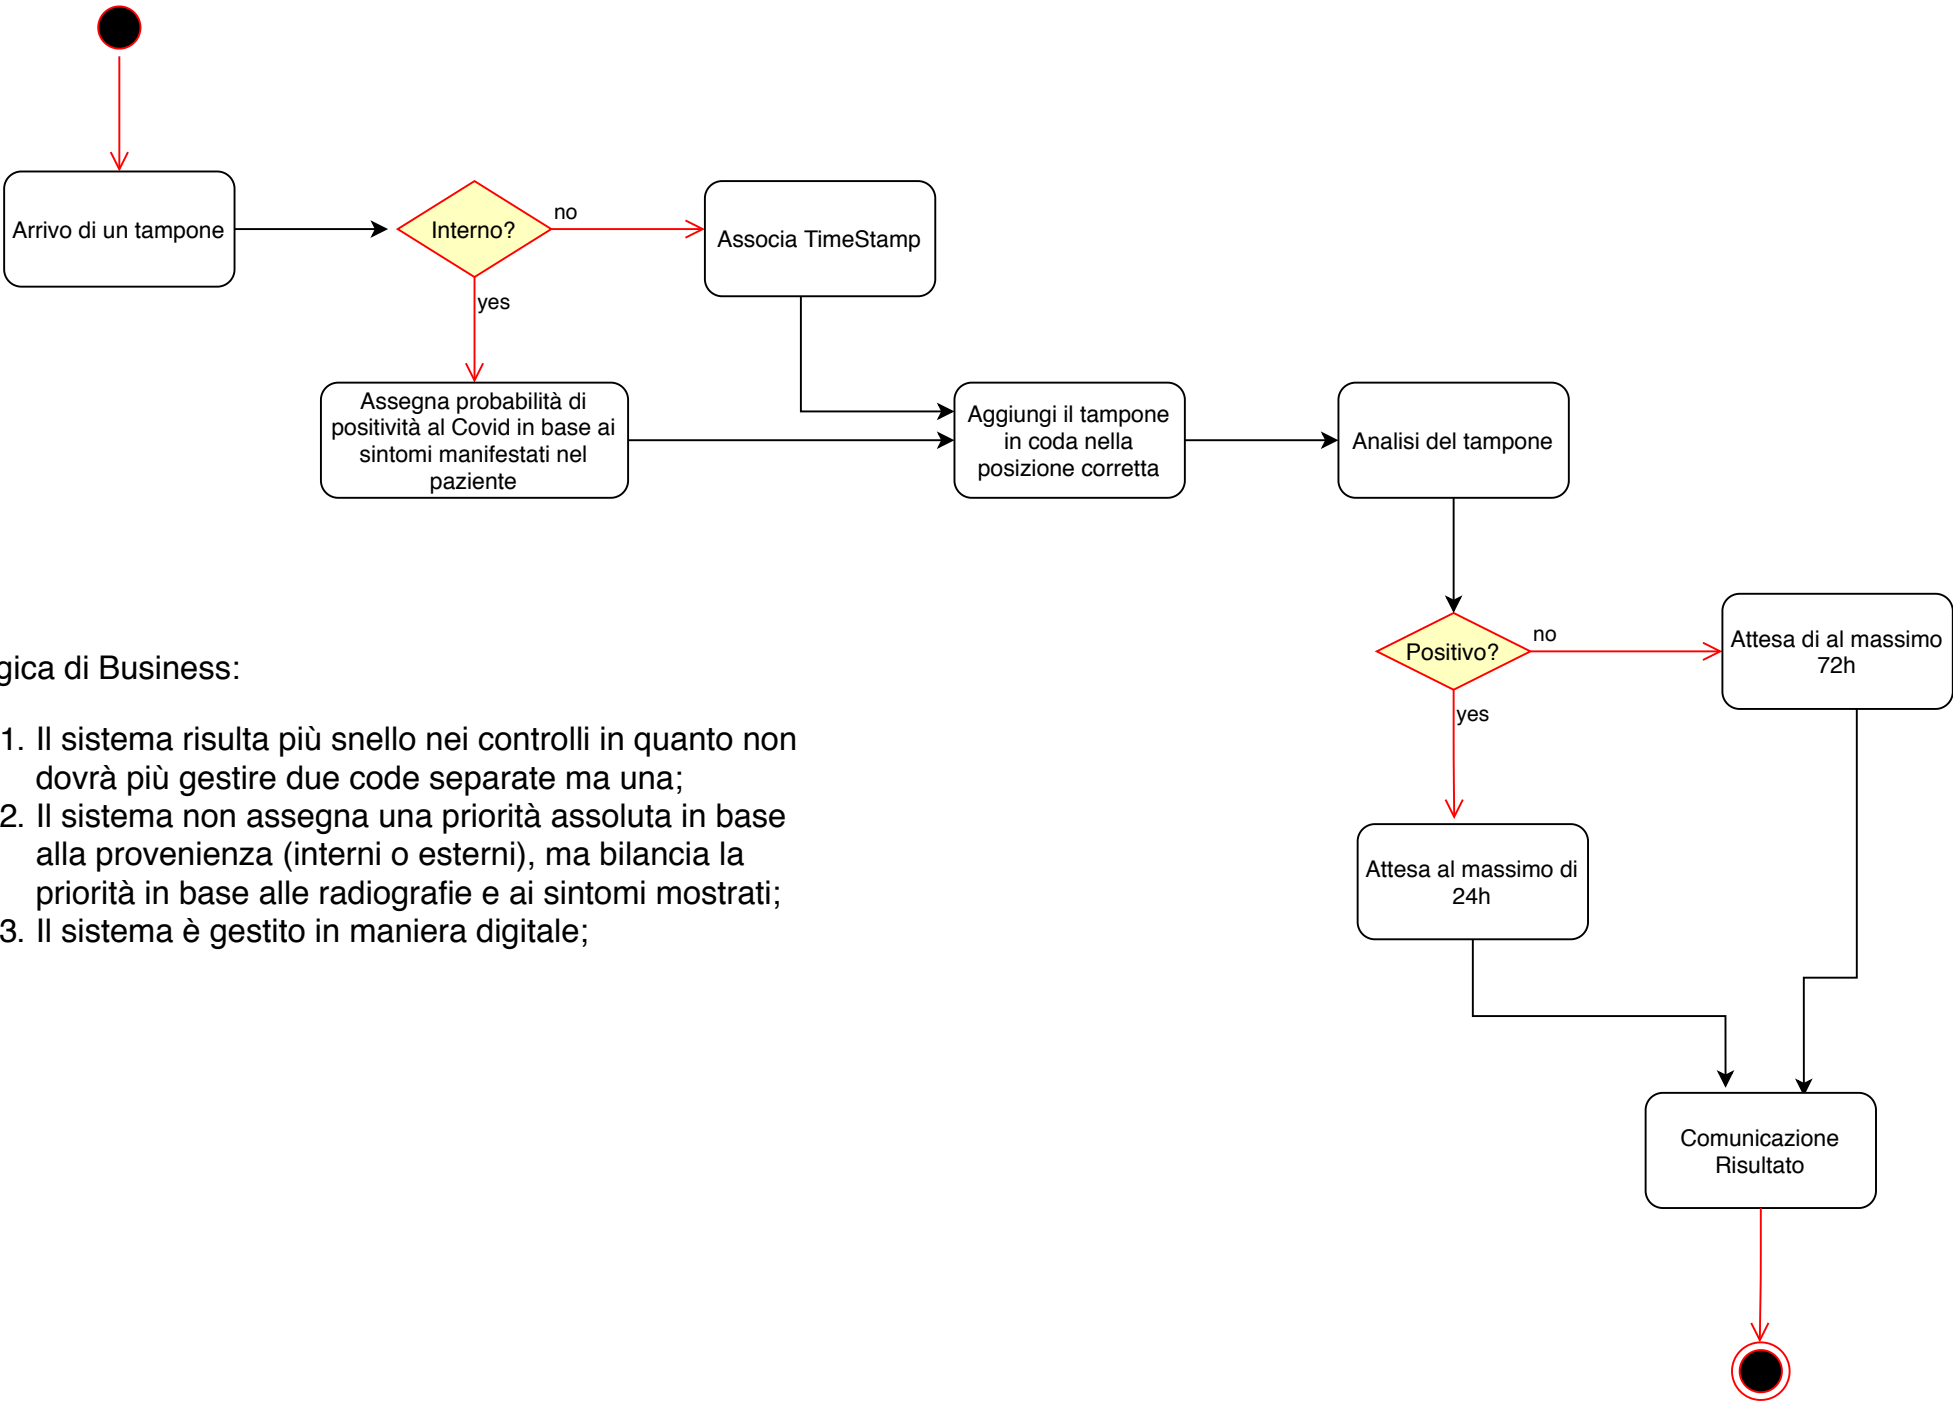 Arrivo di un tampone
Interno?
no
yes
Associa TimeStamp
Assegna probabilità di
positività al Covid in base ai
sintomi manifestati nel
paziente
Aggiungi il tampone
in coda nella
posizione corretta
Analisi del tampone
Positivo?
no
yes
Attesa di al massimo
72h
Attesa al massimo di
24h
Comunicazione
Risultato
gica di Business:
1. Il sistema risulta più snello nei controlli in quanto non
dovrà più gestire due code separate ma una;
2. Il sistema non assegna una priorità assoluta in base
alla provenienza (interni o esterni), ma bilancia la
priorità in base alle radiografie e ai sintomi mostrati;
3. Il sistema è gestito in maniera digitale;